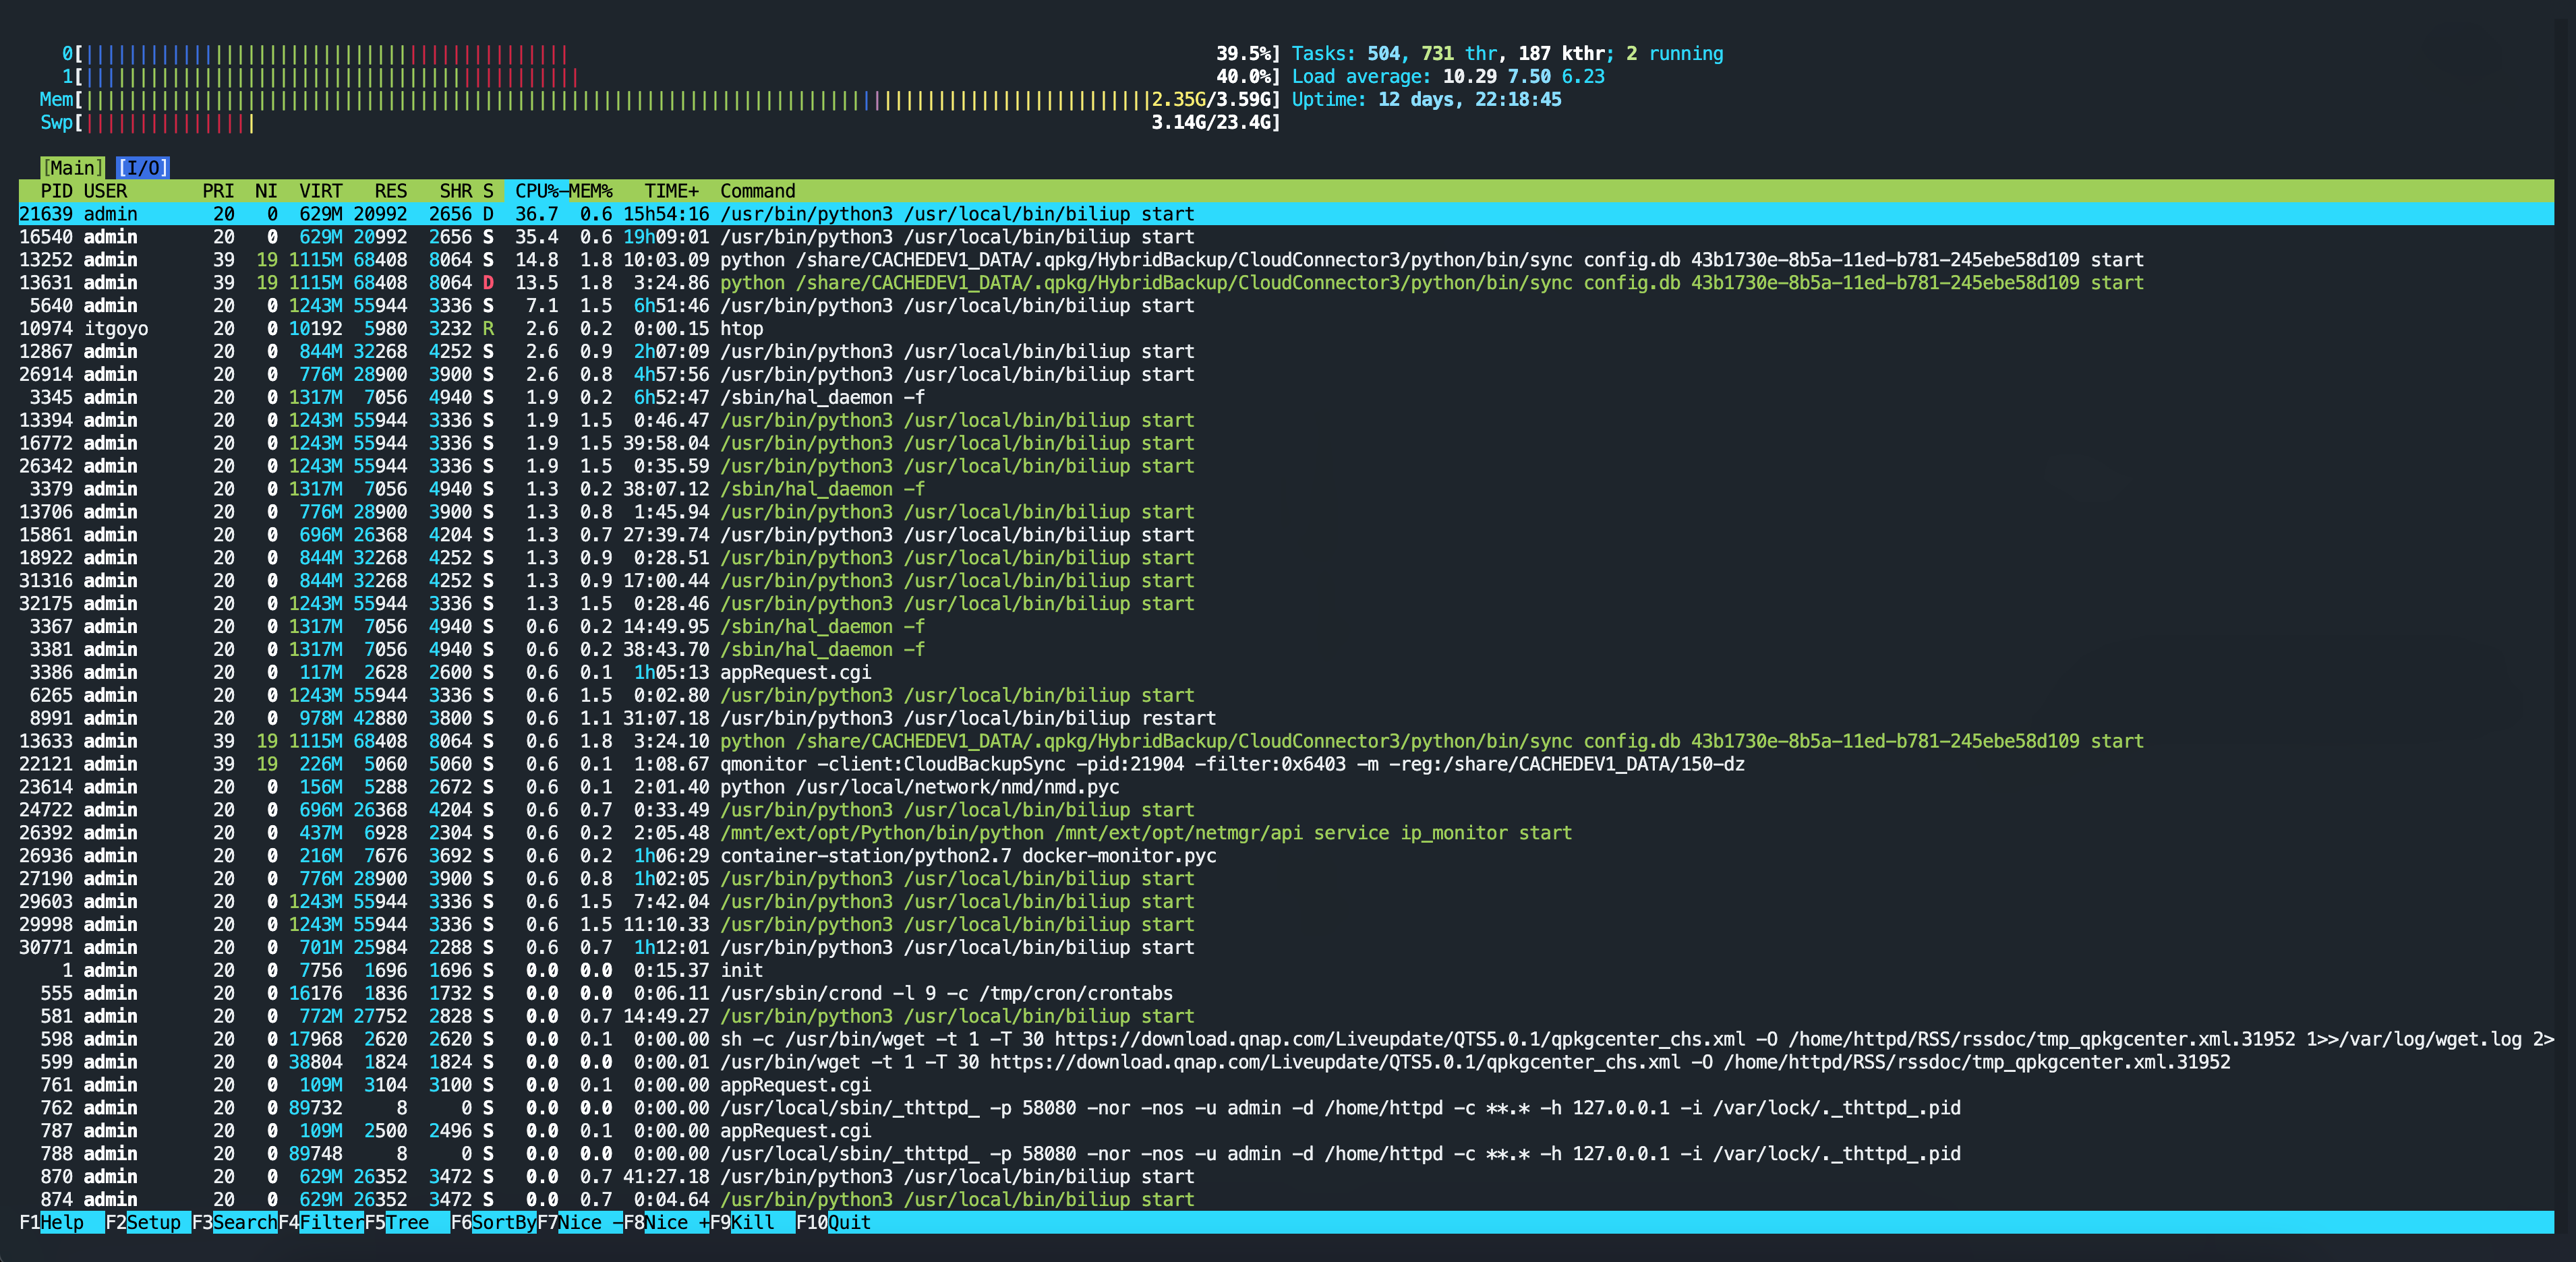 0[||||||||||||||||||||||||||||||||||||||||||||| 39.5%] Tasks: 504, 731 thr, 187 kthr; 2 running
1[|||||||||||||||||||||||||||||||||||||||||||||| 40.0%] Load average: 10.29 7.50 6.23
Mem[|||||||||||||||||||||||||||||||||||||||||||||||||||||||||||||||||||||||||||||||||||||||||||||||||||2.35G/3.59G] Uptime: 12 days, 22:18:45
Swp[|||||||||||||||| 3.14G/23.4G]
[Main] [I/O]
PID USER PRI NI VIRT RES SHR S CPU%-MEM% TIME+ Command
21639 admin 20 0 629M 20992 2656 D 36.7 0.6 15h54:16 /usr/bin/python3 /usr/local/bin/biliup start
16540 admin 20 0 629M 20992 2656 S 35.4 0.6 19h09:01 /usr/bin/python3 /usr/local/bin/biliup start
13252 admin 39 19 1115M 68408 8064 S 14.8 1.8 10:03.09 python /share/CACHEDEV1_DATA/.qpkg/HybridBackup/CloudConnector3/python/bin/sync config.db 43b1730e-8b5a-11ed-b781-245ebe58d109 start
13631 admin 39 19 1115M 68408 8064 D 13.5 1.8 3:24.86 python /share/CACHEDEV1_DATA/.qpkg/HybridBackup/CloudConnector3/python/bin/sync config.db 43b1730e-8b5a-11ed-b781-245ebe58d109 start
5640 admin 20 0 1243M 55944 3336 S 7.1 1.5 6h51:46 /usr/bin/python3 /usr/local/bin/biliup start
10974 itgoyo 20 0 10192 5980 3232 R 2.6 0.2 0:00.15 htop
12867 admin 20 0 844M 32268 4252 S 2.6 0.9 2h07:09 /usr/bin/python3 /usr/local/bin/biliup start
26914 admin 20 0 776M 28900 3900 S 2.6 0.8 4h57:56 /usr/bin/python3 /usr/local/bin/biliup start
3345 admin 20 0 1317M 7056 4940 S 1.9 0.2 6h52:47 /sbin/hal_daemon -f
13394 admin 20 0 1243M 55944 3336 S 1.9 1.5 0:46.47 /usr/bin/python3 /usr/local/bin/biliup start
16772 admin 20 0 1243M 55944 3336 S 1.9 1.5 39:58.04 /usr/bin/python3 /usr/local/bin/biliup start
26342 admin 20 0 1243M 55944 3336 S 1.9 1.5 0:35.59 /usr/bin/python3 /usr/local/bin/biliup start
3379 admin 20 0 1317M 7056 4940 S 1.3 0.2 38:07.12 /sbin/hal_daemon -f
13706 admin 20 0 776M 28900 3900 S 1.3 0.8 1:45.94 /usr/bin/python3 /usr/local/bin/biliup start
15861 admin 20 0 696M 26368 4204 S 1.3 0.7 27:39.74 /usr/bin/python3 /usr/local/bin/biliup start
18922 admin 20 0 844M 32268 4252 S 1.3 0.9 0:28.51 /usr/bin/python3 /usr/local/bin/biliup start
31316 admin 20 0 844M 32268 4252 S 1.3 0.9 17:00.44 /usr/bin/python3 /usr/local/bin/biliup start
32175 admin 20 0 1243M 55944 3336 S 1.3 1.5 0:28.46 /usr/bin/python3 /usr/local/bin/biliup start
3367 admin 20 0 1317M 7056 4940 S 0.6 0.2 14:49.95 /sbin/hal_daemon -f
3381 admin 20 0 1317M 7056 4940 S 0.6 0.2 38:43.70 /sbin/hal_daemon -f
3386 admin 20 0 117M 2628 2600 S 0.6 0.1 1h05:13 appRequest.cgi
6265 admin 20 0 1243M 55944 3336 S 0.6 1.5 0:02.80 /usr/bin/python3 /usr/local/bin/biliup start
8991 admin 20 0 978M 42880 3800 S 0.6 1.1 31:07.18 /usr/bin/python3 /usr/local/bin/biliup restart
13633 admin 39 19 1115M 68408 8064 S 0.6 1.8 3:24.10 python /share/CACHEDEV1_DATA/.qpkg/HybridBackup/CloudConnector3/python/bin/sync config.db 43b1730e-8b5a-11ed-b781-245ebe58d109 start
22121 admin 39 19 226M 5060 5060 S 0.6 0.1 1:08.67 qmonitor -client:CloudBackupSync -pid:21904 -filter:0x6403 -m -reg:/share/CACHEDEV1_DATA/150-dz
23614 admin 20 0 156M 5288 2672 S 0.6 0.1 2:01.40 python /usr/local/network/nmd/nmd.pyc
24722 admin 20 0 696M 26368 4204 S 0.6 0.7 0:33.49 /usr/bin/python3 /usr/local/bin/biliup start
26392 admin 20 0 437M 6928 2304 S 0.6 0.2 2:05.48 /mnt/ext/opt/Python/bin/python /mnt/ext/opt/netmgr/api service ip_monitor start
26936 admin 20 0 216M 7676 3692 S 0.6 0.2 1h06:29 container-station/python2.7 docker-monitor.pyc
27190 admin 20 0 776M 28900 3900 S 0.6 0.8 1h02:05 /usr/bin/python3 /usr/local/bin/biliup start
29603 admin 20 0 1243M 55944 3336 S 0.6 1.5 7:42.04 /usr/bin/python3 /usr/local/bin/biliup start
29998 admin 20 0 1243M 55944 3336 S 0.6 1.5 11:10.33 /usr/bin/python3 /usr/local/bin/biliup start
30771 admin 20 0 701M 25984 2288 S 0.6 0.7 1h12:01 /usr/bin/python3 /usr/local/bin/biliup start
1 admin 20 0 7756 1696 1696 S 0.0 0.0 0:15.37 init
555 admin 20 0 16176 1836 1732 S 0.0 0.0 0:06.11 /usr/sbin/crond -l 9 -c /tmp/cron/crontabs
581 admin 20 0 772M 27752 2828 S 0.0 0.7 14:49.27 /usr/bin/python3 /usr/local/bin/biliup start
598 admin 20 0 17968 2620 2620 S 0.0 0.1 0:00.00 sh -c /usr/bin/wget -t 1 -T 30 https://download.qnap.com/Liveupdate/QTS5.0.1/qpkgcenter_chs.xml -O /home/httpd/RSS/rssdoc/tmp_qpkgcenter.xml.31952 1>>/var/log/wget.log 2>
599 admin 20 0 38804 1824 1824 S 0.0 0.0 0:00.01 /usr/bin/wget -t 1 -T 30 https://download.qnap.com/Liveupdate/QTS5.0.1/qpkgcenter_chs.xml -O /home/httpd/RSS/rssdoc/tmp_qpkgcenter.xml.31952
761 admin 20 0 109M 3104 3100 S 0.0 0.1 0:00.00 appRequest.cgi
762 admin 20 0 89732 8 0 S 0.0 0.0 0:00.00 /usr/local/sbin/_thttpd_ -p 58080 -nor -nos -u admin -d /home/httpd -c **.* -h 127.0.0.1 -i /var/lock/._thttpd_.pid
787 admin 20 0 109M 2500 2496 S 0.0 0.1 0:00.00 appRequest.cgi
788 admin 20 0 89748 8 0 S 0.0 0.0 0:00.00 /usr/local/sbin/_thttpd_ -p 58080 -nor -nos -u admin -d /home/httpd -c **.* -h 127.0.0.1 -i /var/lock/._thttpd_.pid
870 admin 20 0 629M 26352 3472 S 0.0 0.7 41:27.18 /usr/bin/python3 /usr/local/bin/biliup start
874 admin 20 0 629M 26352 3472 S 0.0 0.7 0:04.64 /usr/bin/python3 /usr/local/bin/biliup start
F1Help F2Setup F3SearchF4FilterF5Tree F6SortByF7Nice -F8Nice +F9Kill F10Quit